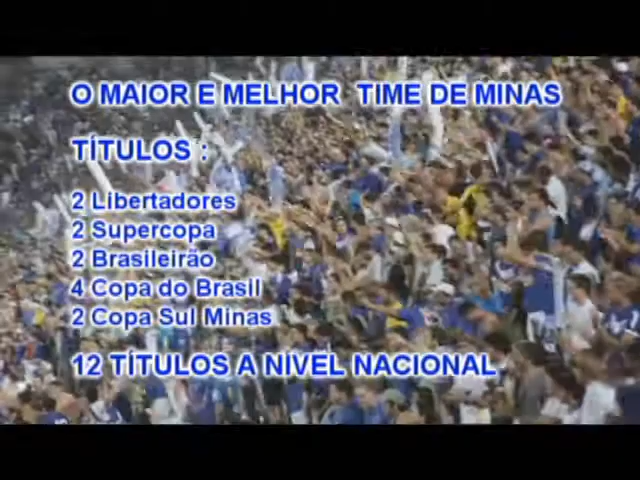 O MAIOR E MELHOR TIME DE MINAS
TÍTULOS :
2 Libertadores
2 Supercopa
2 Brasileirão
4 Copa do Brasil
2 Copa Sul Minas
12 TÍTULOS A NIVEL NACIONAL